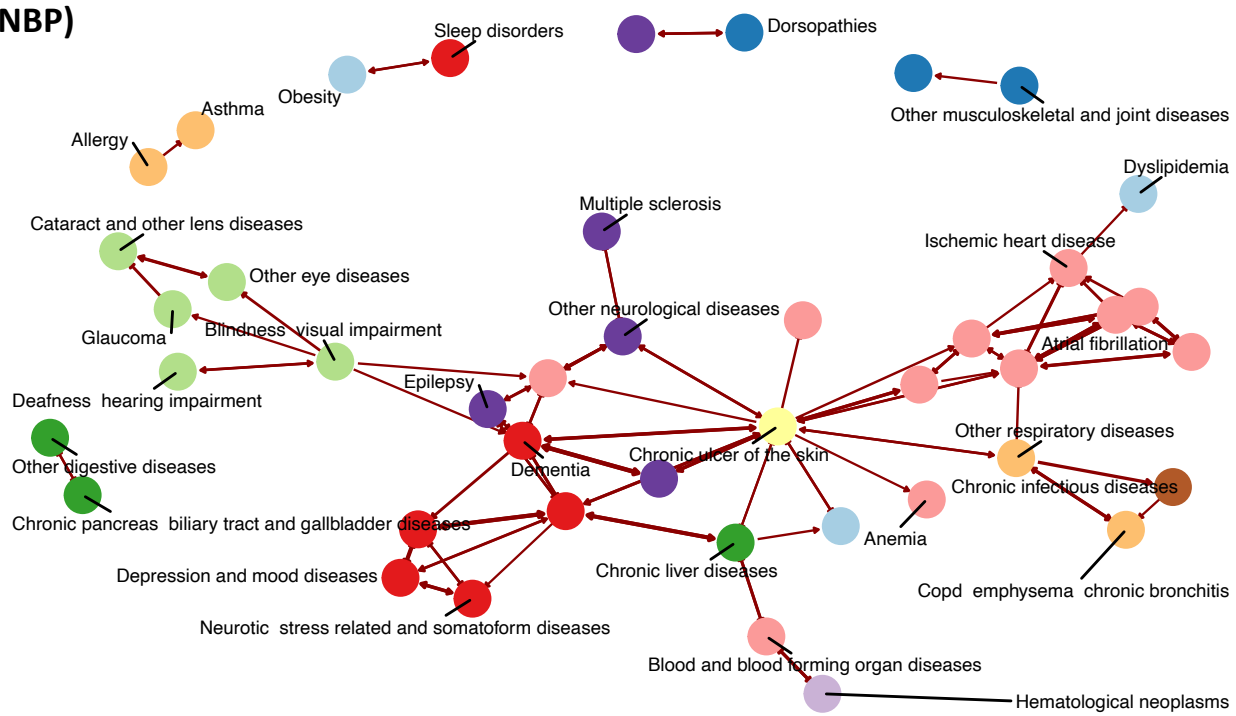 NBP)
Sleep disorders
Dorsopathies
Obesity
Other musculoskeletal and joint diseases
Asthma
Allergy
Dyslipidemia
Multiple sclerosis
Cataract and other lens diseases
Ischemic heart disease
Other eye diseases
Other neurological diseases
Glaucoma
Blindness visual impairment
Atrial fibrillation
Epilepsy
Deafness hearing impairment
Other respiratory diseases
Chronic ulcer of the skin
Other digestive diseases
Dementia
Chronic infectious diseases
Chronic pancreas biliary tract and gallbladder diseases
Anemia
Chronic liver diseases
Depression and mood diseases
Copd emphysema chronic bronchitis
Neurotic stress related and somatoform diseases
Blood and blood forming organ diseases
Hematological neoplasms